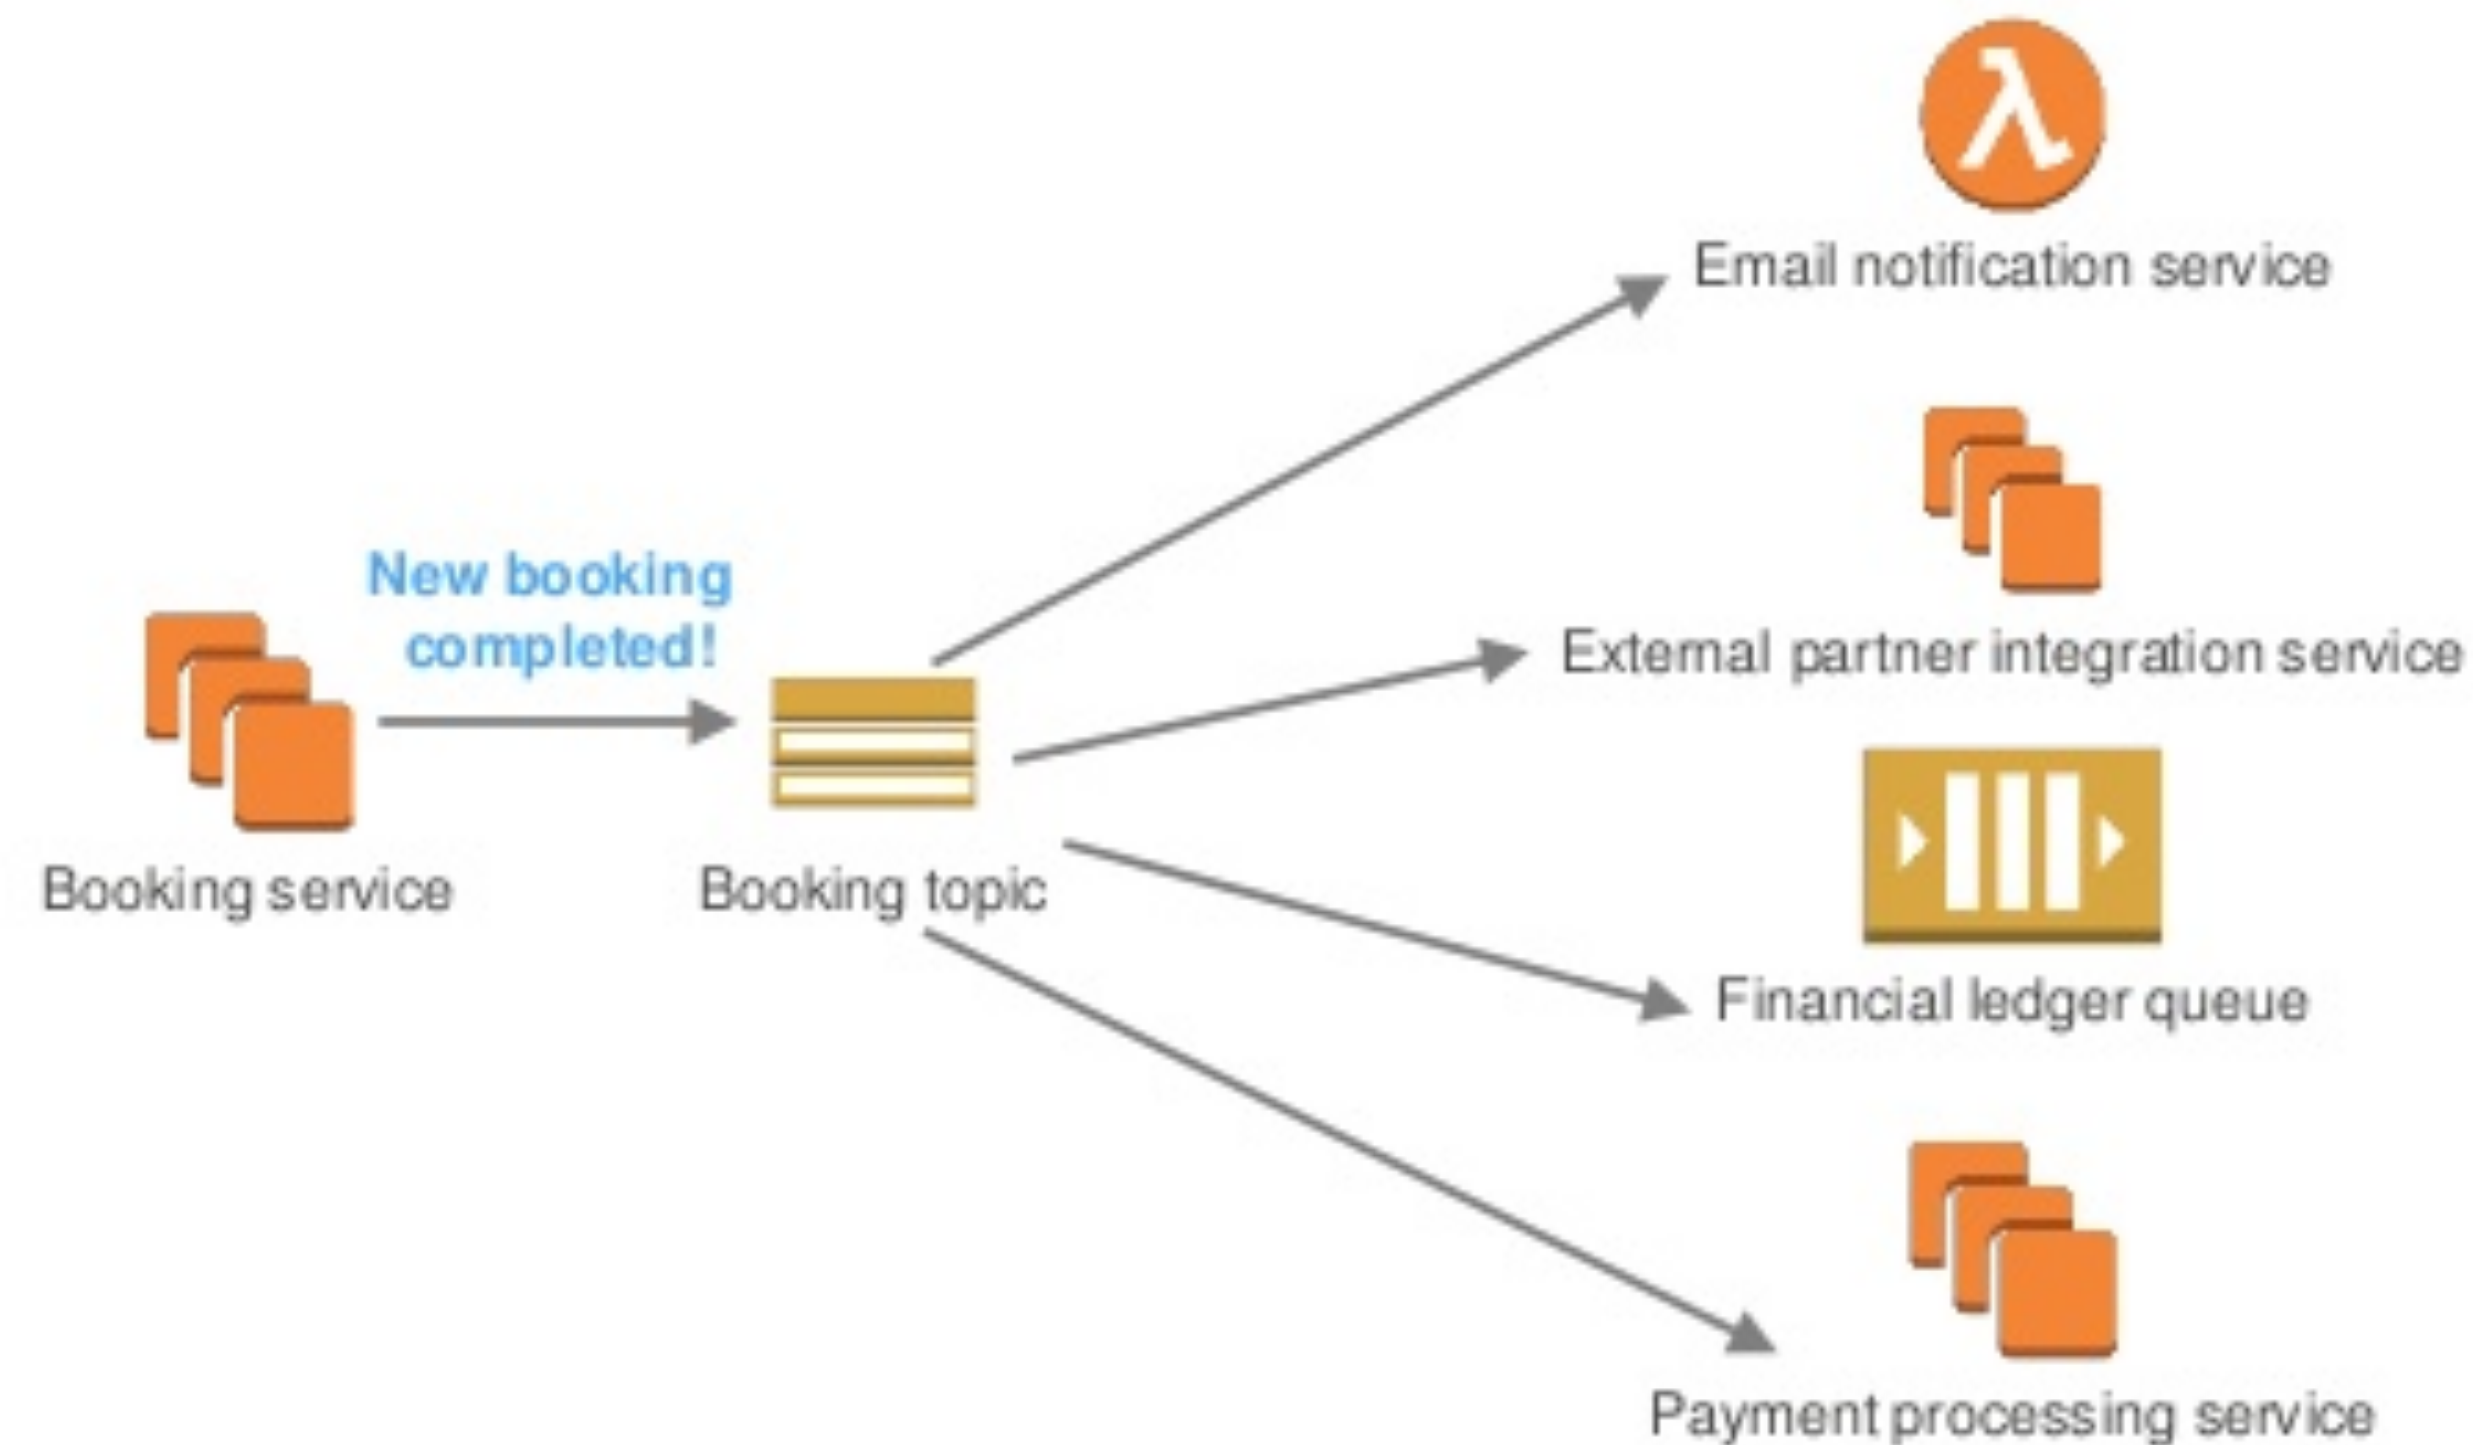 λ
Email notification service
External partner integration service
New booking
completed!
Booking service
Booking topic
Financial ledger queue
Payment processing service